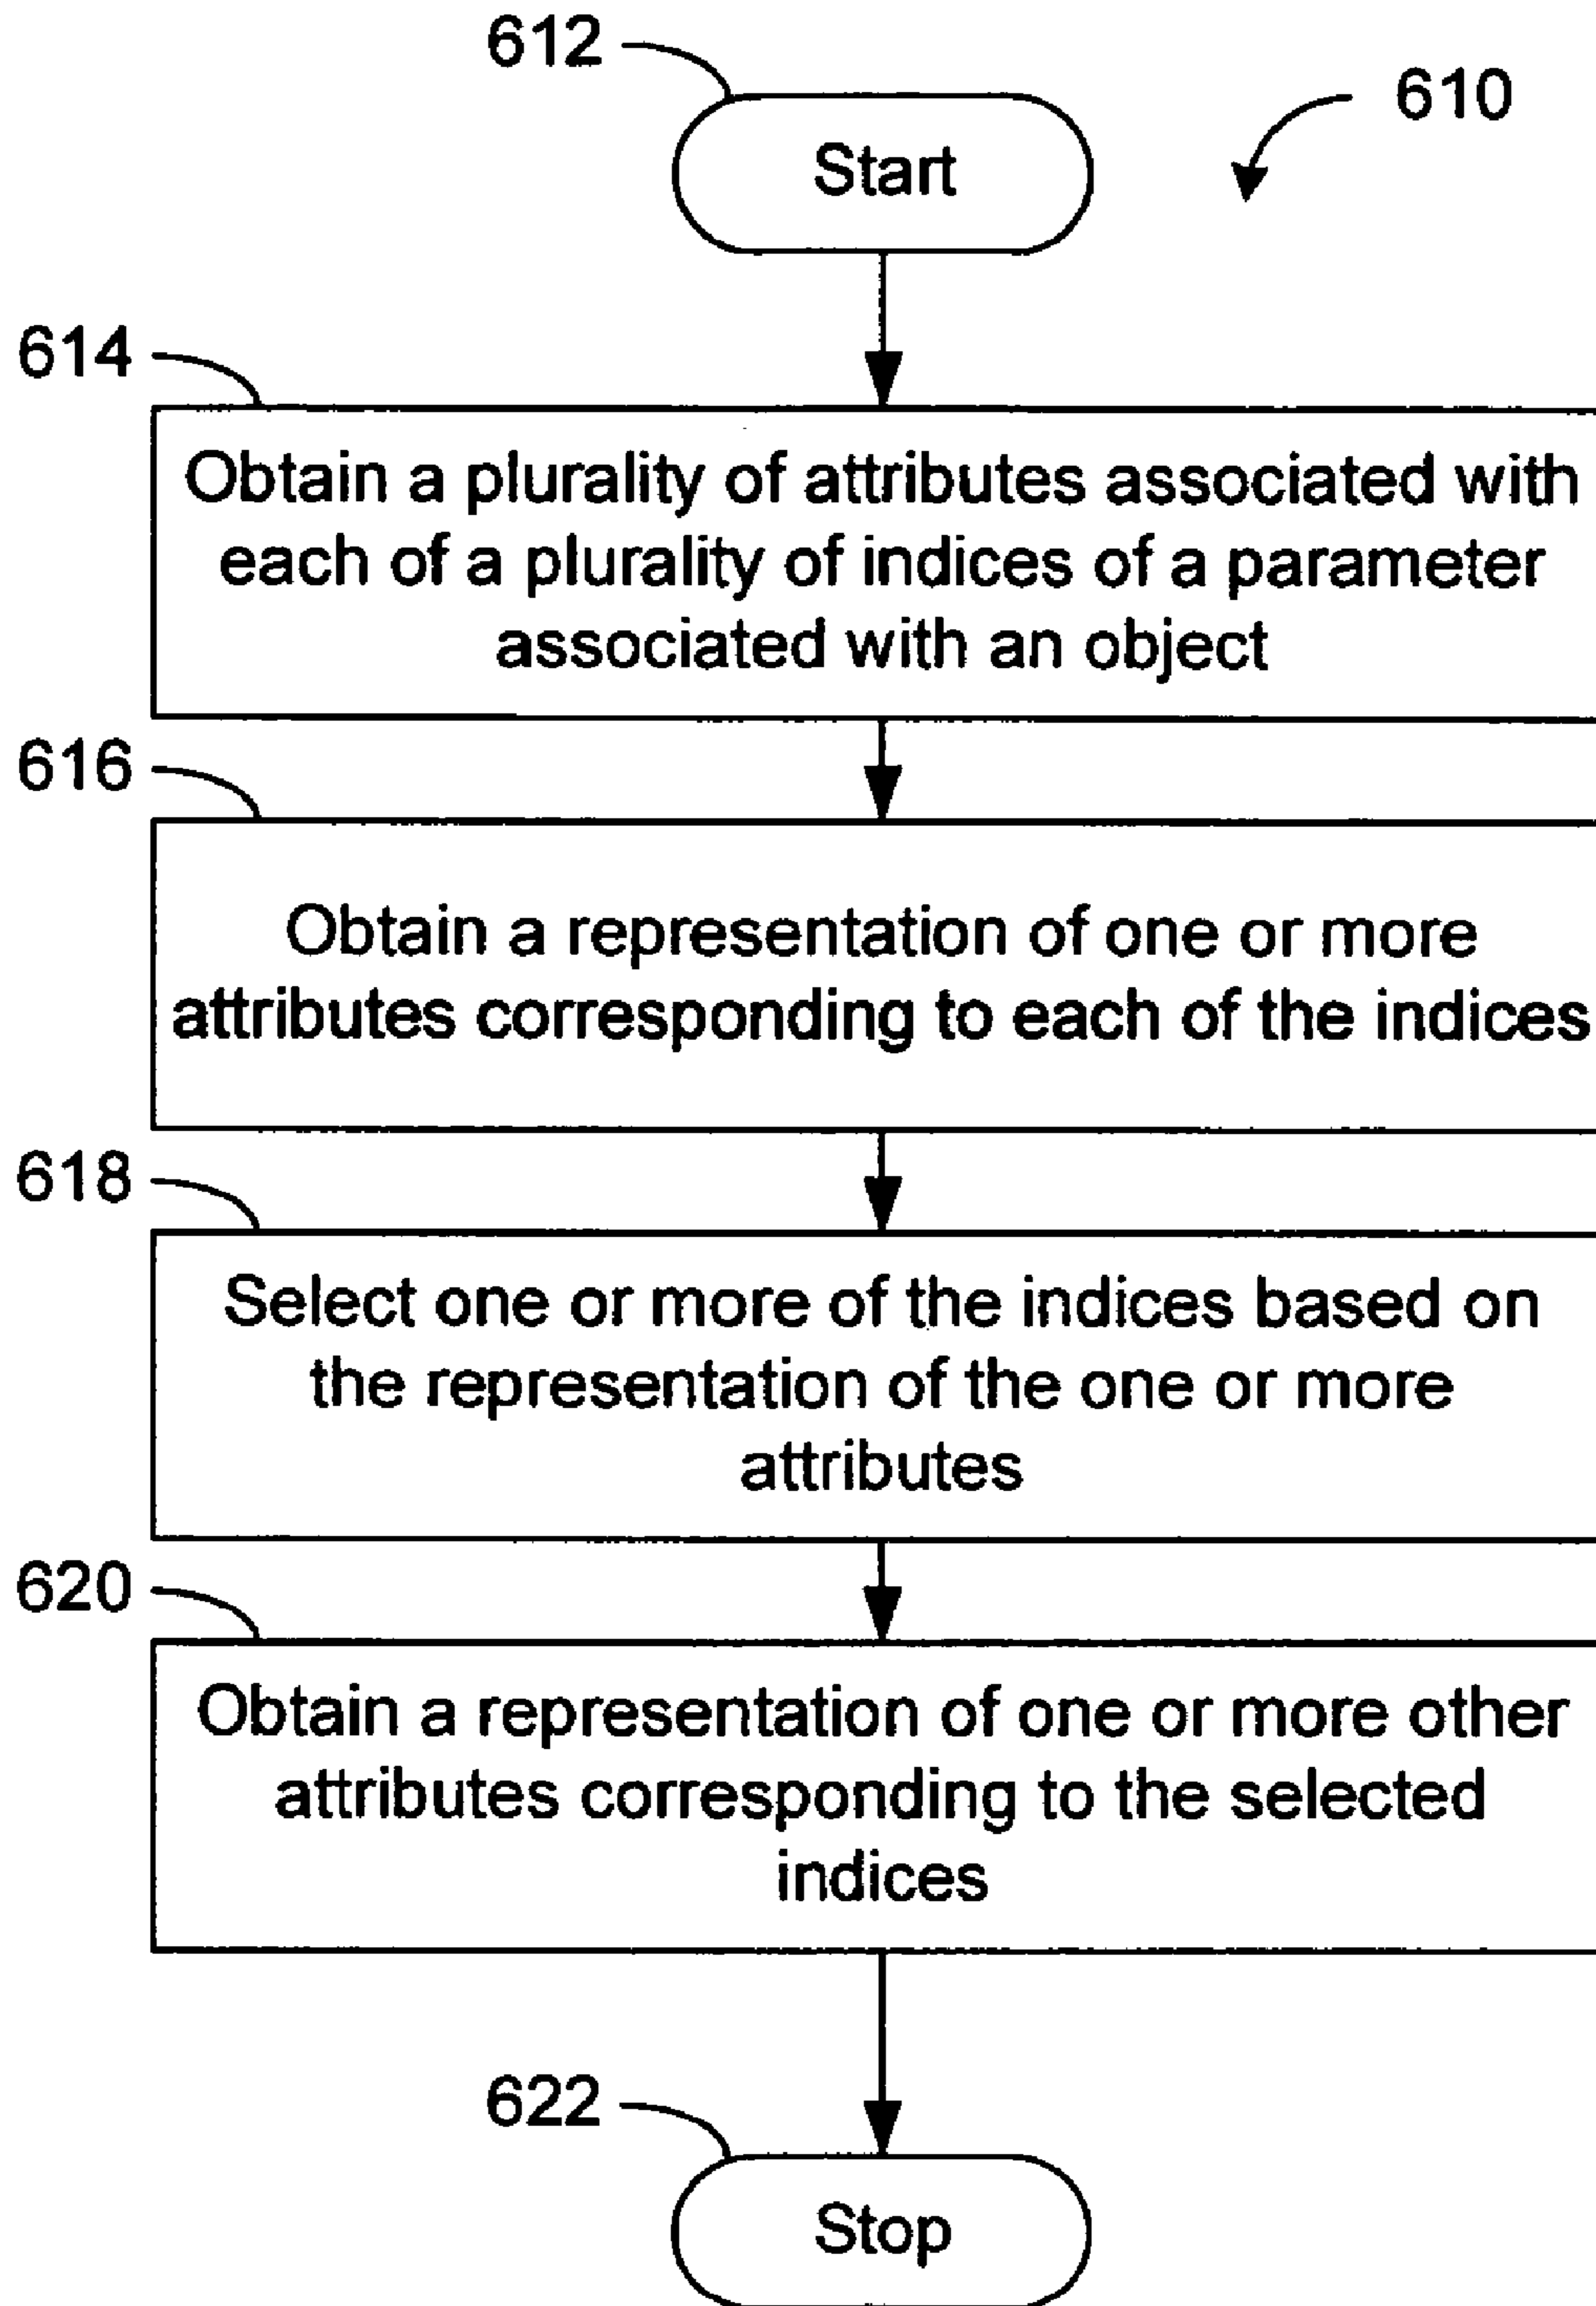 612
610
Start
614
Obtain a plurality of attributes associated with
each of a plurality of indices of a parameter
associated with an object
616
Obtain a representation of one or more
attributes corresponding to each of the indices
618
Select one or more of the indices based on
the representation of the one or more
attributes
620
Obtain a representation of one or more other
attributes corresponding to the selected
indices
622
Stop